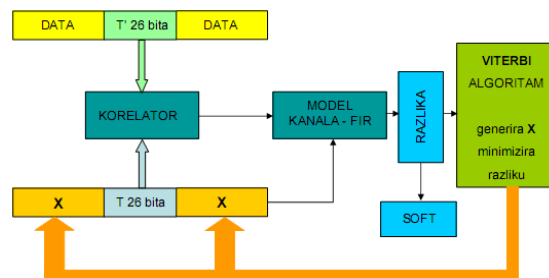 DATA T' 26 bita DATA
KORELATOR
MODEL
KANALA - FIR
RAZLIKA
VITERBI
ALGORITAM
generira X
minimizira
razliku
X T 26 bita X
SOFT